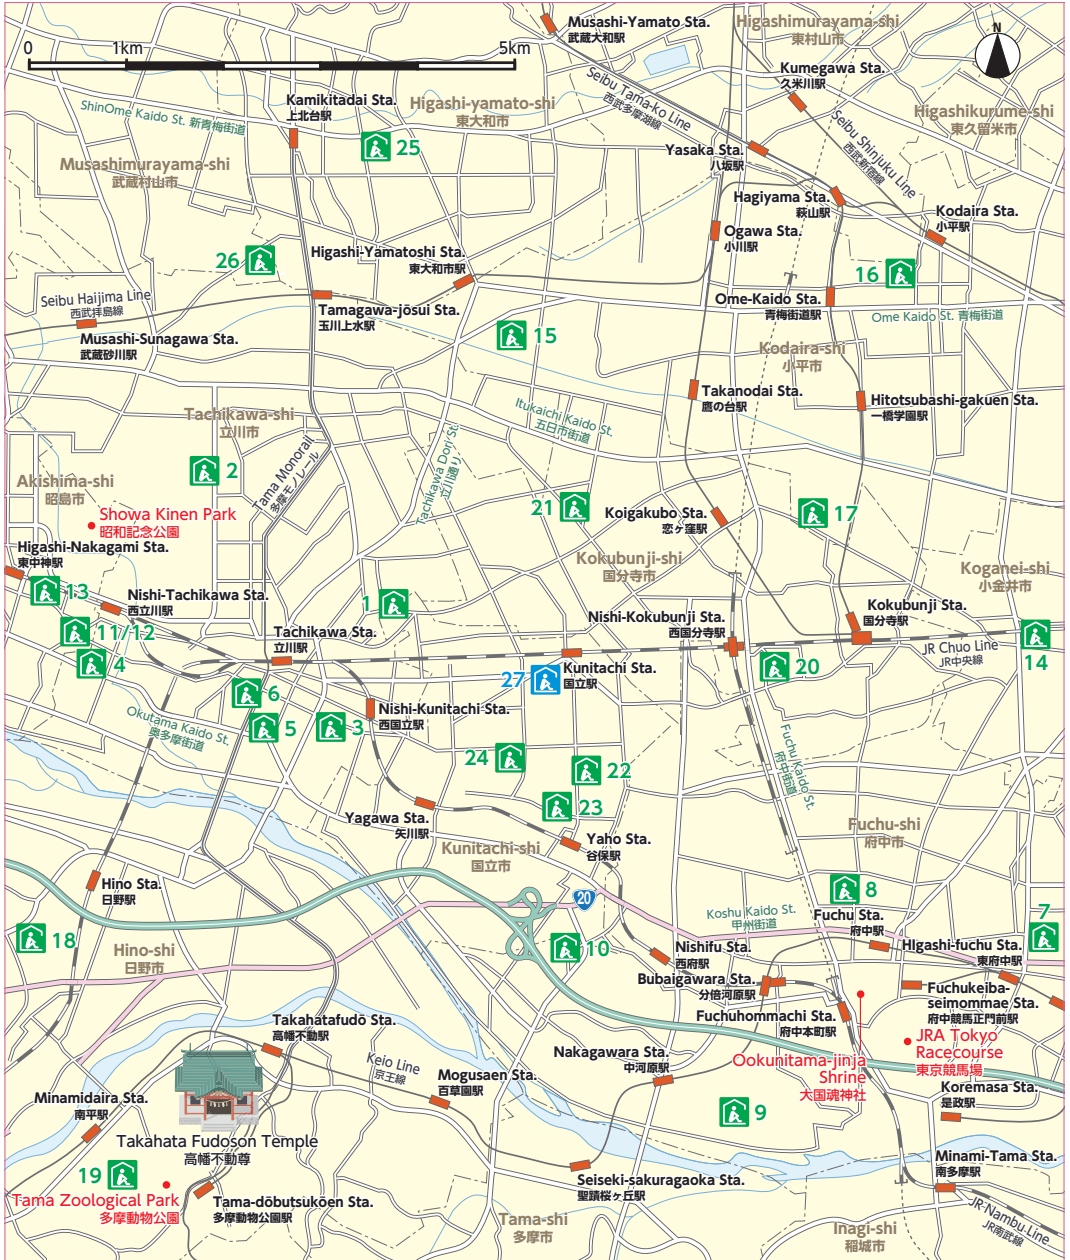 Musashi-Yamato Sta.
武蔵大和駅
Higashimurayama-shi
東村山市
N
0 1km 5km
Kumegawa Sta.
久米川駅
Seibu Tama-ko Line
西武多摩湖線
Kamikitadai Sta.
上北台駅
Higashi-yamato-shi
東大和市
ShinOme Kaido St. 新青梅街道
25
Higashikurume-shi
東久留米市
Seibu Shinjuku Line
西武新宿線
Musashimurayama-shi
武蔵村山市
Yasaka Sta.
八坂駅
Hagiyama Sta.
萩山駅
Kodaira Sta.
小平駅
Ogawa Sta.
小川駅
Higashi-Yamatoshi Sta.
東大和市駅
26
16
Seibu Haijima Line
西武拝島線
Tamagawa-jōsui Sta.
玉川上水駅
Ome-Kaido Sta.
青梅街道駅
Ome Kaido St. 青梅街道
Musashi-Sunagawa Sta.
武蔵砂川駅
15
Kodaira-shi
小平市
Takanodai Sta.
鷹の台駅
Hitotsubashi-gakuen Sta.
一橋学園駅
Tachikawa-shi
立川市
Itukaichi Kaido St.
五日市街道
Tachikawa Dori St.
立川通り
Tama Monorail
多摩モノレール
2
Akishima-shi
昭島市
Showa Kinen Park
昭和記念公園
21
Koigakubo Sta.
恋ヶ窪駅
17
Higashi-Nakagami Sta.
東中神駅
Kokubunji-shi
国分寺市
Koganei-shi
小金井市
13
Nishi-Tachikawa Sta.
西立川駅
1
Nishi-Kokubunji Sta.
西国分寺駅
Kokubunji Sta.
国分寺駅
11/12
Tachikawa Sta.
立川駅
JR Chuo Line
JR中央線
14
4
Kunitachi Sta.
国立駅
27
20
6
Nishi-Kunitachi Sta.
西国立駅
Okutama Kaido St.
奥多摩街道
5
3
Fuchu Kaido St.
府中街道
24
22
23
Yagawa Sta.
矢川駅
Yaho Sta.
谷保駅
Kunitachi-shi
国立市
Fuchu-shi
府中市
Hino Sta.
日野駅
20
8
Koshu Kaido St.
甲州街道
Fuchu Sta.
府中駅
7
18
Hino-shi
日野市
10
Nishifu Sta.
西府駅
HIgashi-fuchu Sta.
東府中駅
Bubaigawara Sta.
分倍河原駅
Fuchukeiba-
seimommae Sta.
府中競馬正門前駅
Fuchuhommachi Sta.
府中本町駅
Takahatafudō Sta.
高幡不動駅
JRA Tokyo
Racecourse
東京競馬場
Nakagawara Sta.
中河原駅
Ookunitama-jinja
Shrine
大国魂神社
Keio Line
京王線
Mogusaen Sta.
百草園駅
Koremasa Sta.
是政駅
Minamidaira Sta.
南平駅
9
Takahata Fudoson Temple
高幡不動尊
Minami-Tama Sta.
南多摩駅
19
Tama Zoological Park
多摩動物公園
Tama-dōbutsukōen Sta.
多摩動物公園駅
Seiseki-sakuragaoka Sta.
聖蹟桜ヶ丘駅
Tama-shi
多摩市
Inagi-shi
稲城市
JR Nambu Line
JR南武線